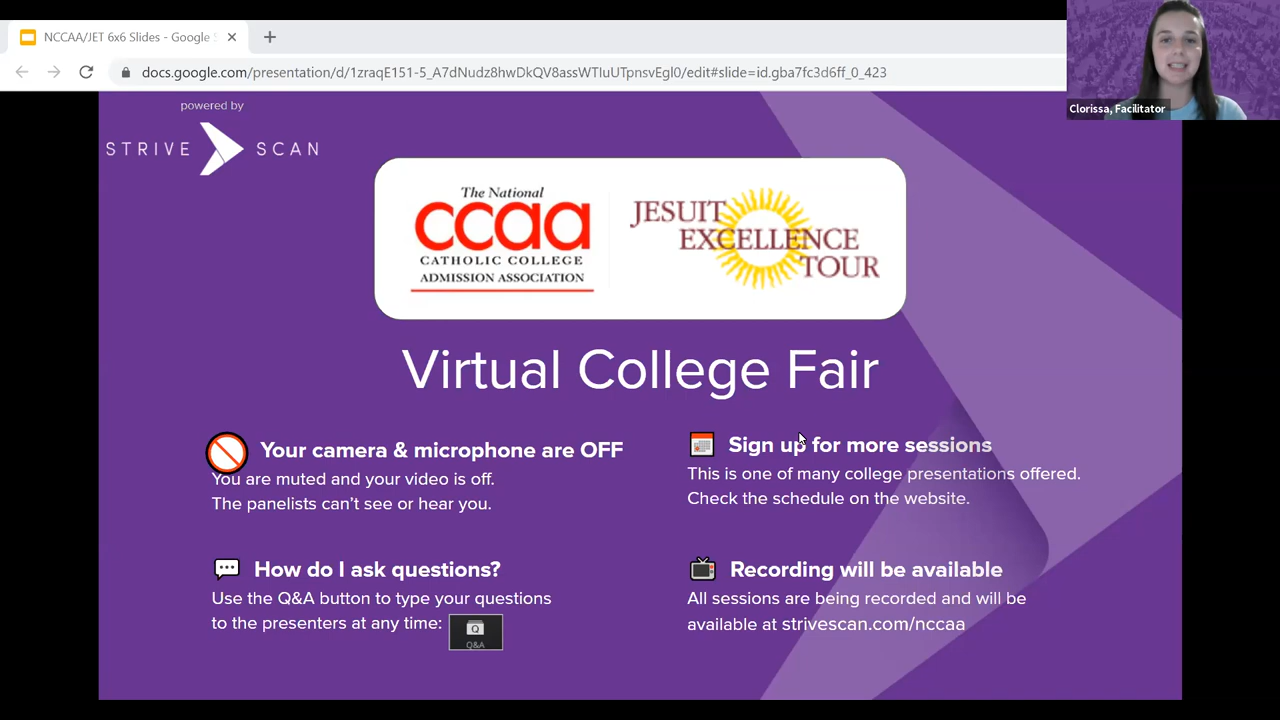 NCCAA/JET 6x6 Slides - Google S
docs.google.com/presentation/d/1zraqE151-5_A7dNudz8hwDkQV8assWTIuUTpnsvEgl0/edit#slide=id.gba7fc3d6ff_0_423
Clorissa, Facilitator
powered by
STRIVE SCAN
The National
ccaa
CATHOLIC COLLEGE
ADMISSION ASSOCIATION
JESUIT
EXCELLENCE
TOUR
Virtual College Fair
Your camera & microphone are OFF
You are muted and your video is off.
The panelists can't see or hear you.
Sign up for more sessions
This is one of many college presentations offered.
Check the schedule on the website.
How do I ask questions?
Use the Q&A button to type your questions
to the presenters at any time:
Q
Q&A
Recording will be available
All sessions are being recorded and will be
available at strivescan.com/nccaa